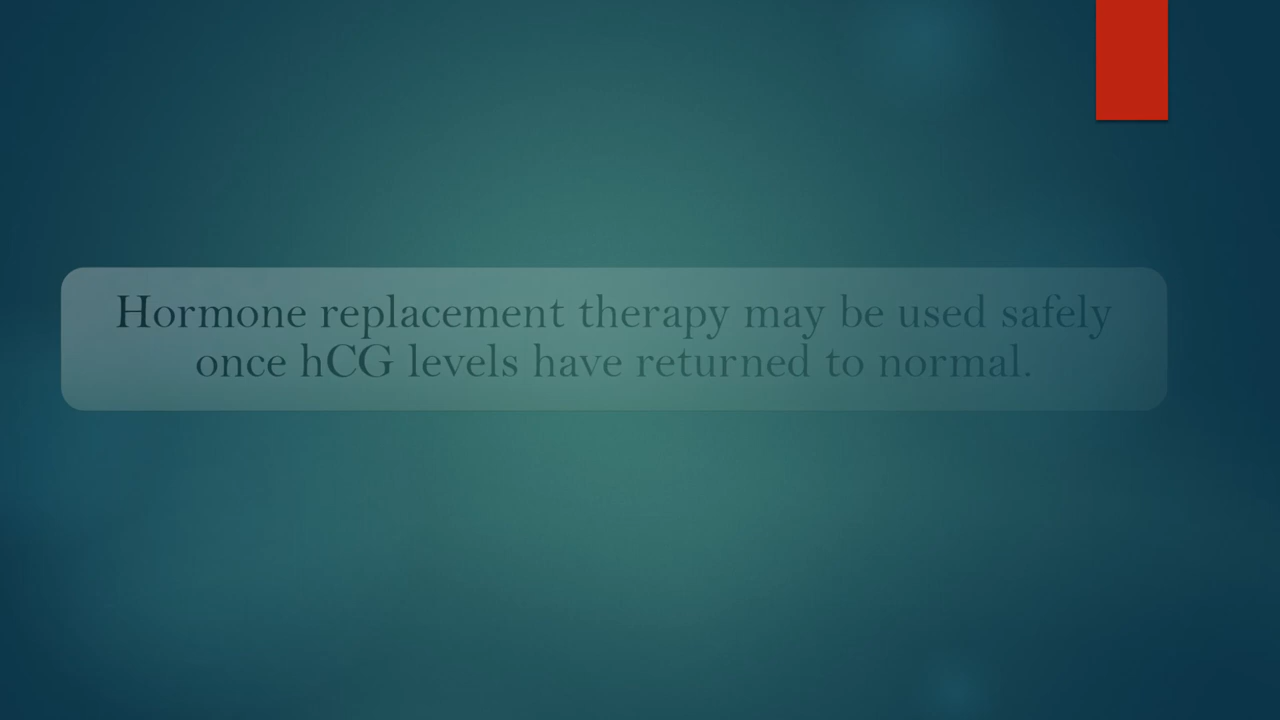 Hormone replacement therapy may be used safely
once hCG levels have returned to normal.